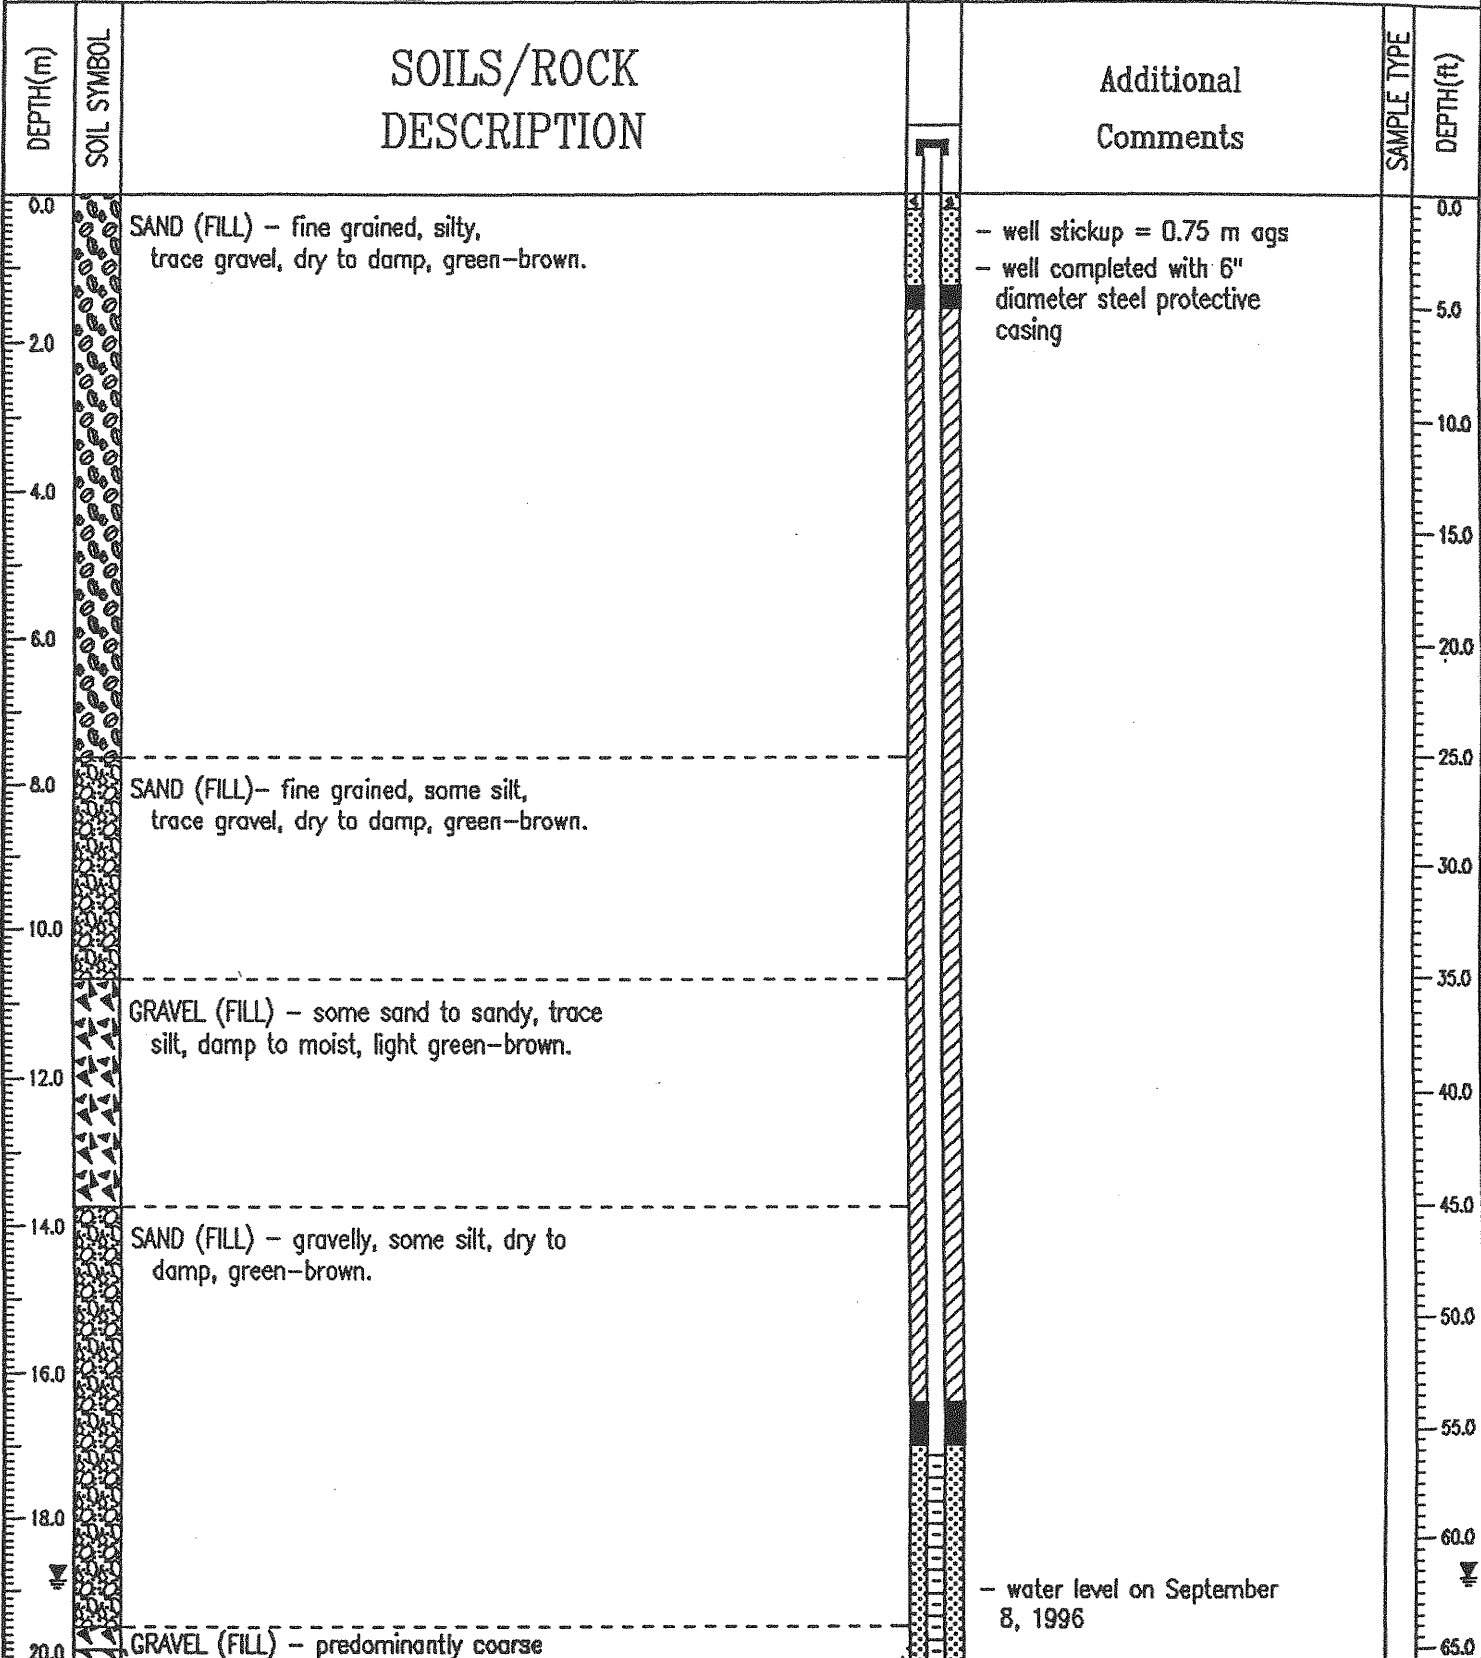 DEPTH(m)
SOIL SYMBOL
SOILS/ROCK
DESCRIPTION
Additional
Comments
SAMPLE TYPE
DEPTH(ft)
0.0
2.0
4.0
6.0
8.0
10.0
12.0
14.0
16.0
18.0
20.0
SAND (FILL) – fine grained, silty,
trace gravel, dry to damp, green–brown.
SAND (FILL)– fine grained, some silt,
trace gravel, dry to damp, green–brown.
GRAVEL (FILL) – some sand to sandy, trace
silt, damp to moist, light green–brown.
SAND (FILL) – gravelly, some silt, dry to
damp, green–brown.
GRAVEL (FILL) – predominantly coarse
– well stickup = 0.75 m ags
– well completed with 6"
diameter steel protective
casing
– water level on September
8, 1996
0.0
5.0
10.0
15.0
20.0
25.0
30.0
35.0
40.0
45.0
50.0
55.0
60.0
65.0